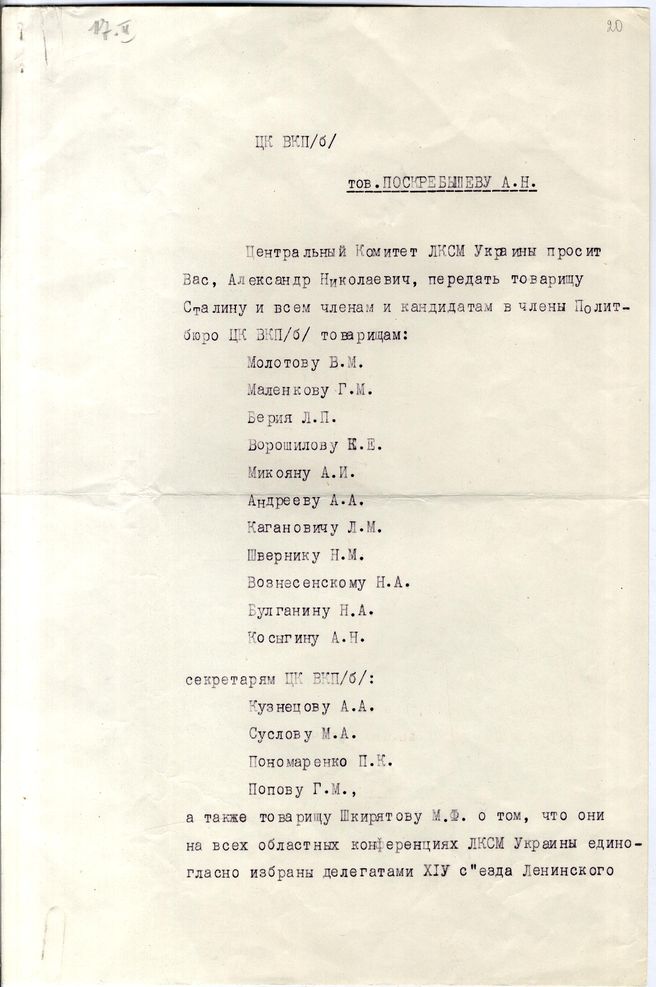 17.II
20
ЦК ВКП/б/
тов.ПОСКРЕБЫШЕВУ А.Н.
Центральный Комитет ЛКСМ Украины просит
Вас, Александр Николаевич, передать товарищу
Сталину и всем членам и кандидатам в члены Полит-
бюро ЦК ВКП/б/ товарищам:
Молотову В.М.
Маленкову Г.М.
Берия Л.П.
Ворошилову К.Е.
Микояну А.И.
Андрееву А.А.
Кагановичу Л.М.
Швернику Н.М.
Вознесенскому Н.А.
Булганину Н.А.
Косыгину А.Н.
секретарям ЦК ВКП/б/:
Кузнецову А.А.
Суслову М.А.
Пономаренко П.К.
Попову Г.М.,
а также товарищу Шкирятову М.Ф. о том, что они
на всех областных конференциях ЛКСМ Украины едино-
гласно избраны делегатами ХІУ с"езда Ленинского